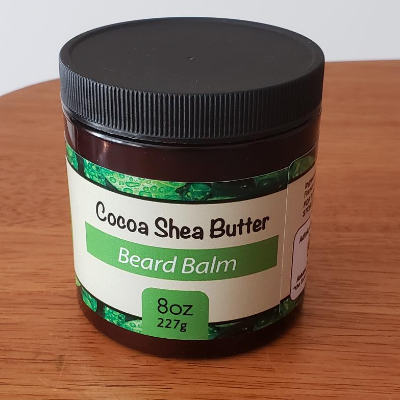 Cocoa Shea Butter
Beard Balm
8oz
227g